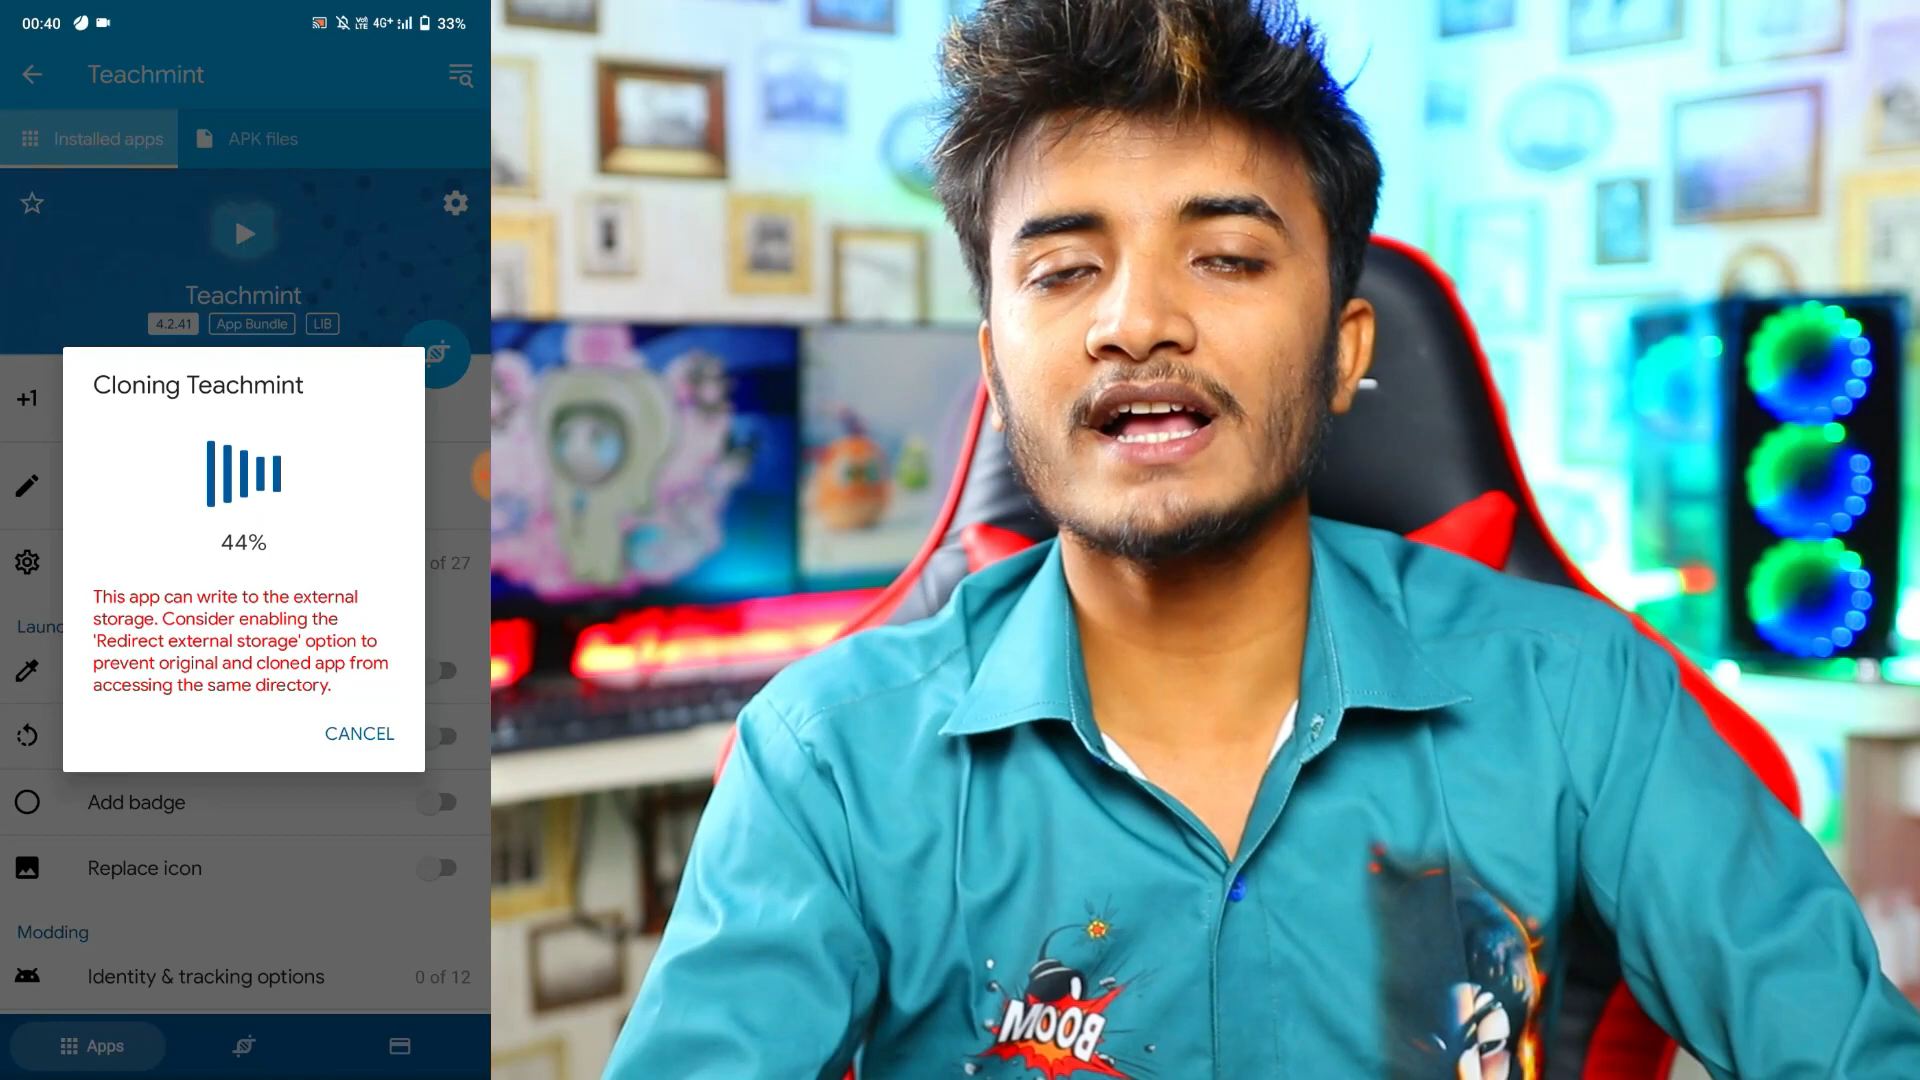 00:40 VoLTE 4G+ 33%
Teachmint
Installed apps APK files
Teachmint
4.2.41 App Bundle LIB
+1
Cloning Teachmint
44%
of 27
This app can write to the external
storage. Consider enabling the
'Redirect external storage' option to
prevent original and cloned app from
accessing the same directory.
Launc
CANCEL
Add badge
Replace icon
Modding
Identity & tracking options 0 of 12
Apps
BOOM